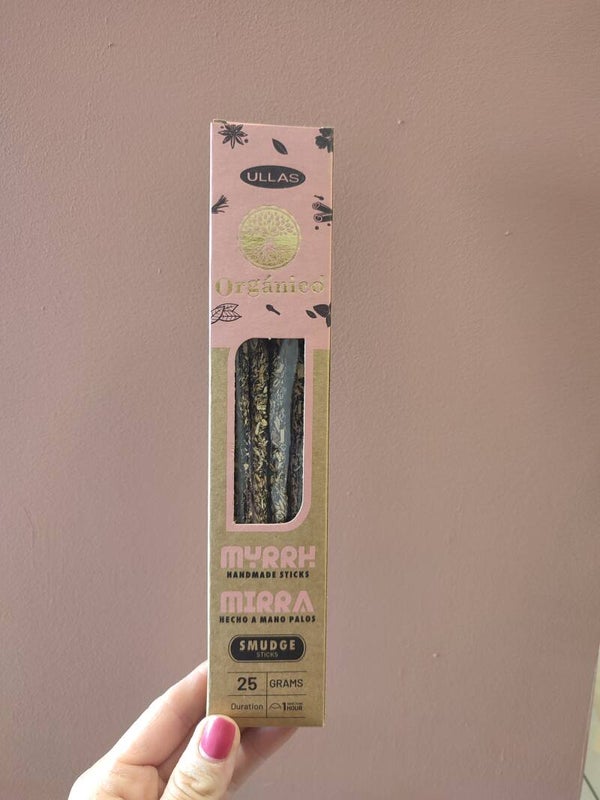 ULLAS
Orgánico
MYRRH
HANDMADE STICKS
MIRRA
HECHO A MANO PALOS
SMUDGE
STICKS
25 GRAMS
Duration 1 HOUR